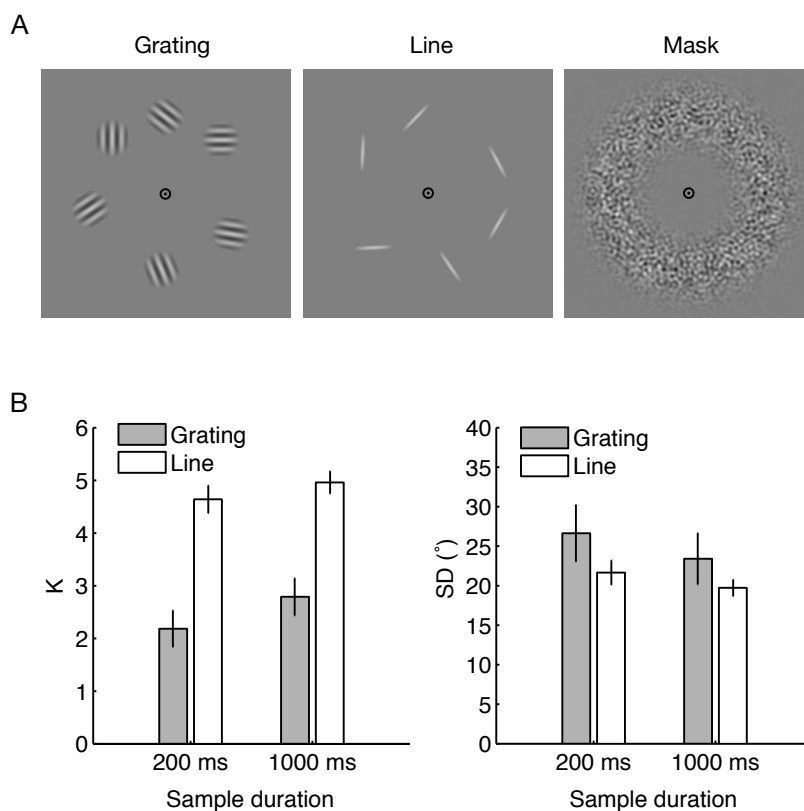 A
Grating Line Mask
B
6
5
4
3
2
1
0
K
Grating
Line
200 ms 1000 ms
Sample duration
40
35
30
25
20
15
10
5
0
SD (°)
Grating
Line
200 ms 1000 ms
Sample duration